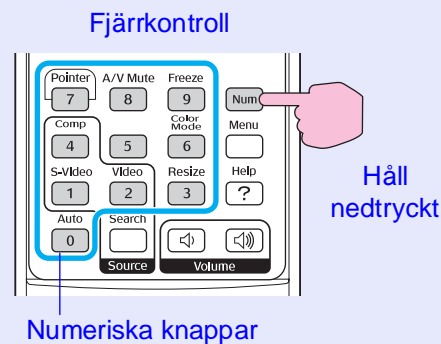 Fjärrkontroll
Pointer A/V Mute Freeze
7 8 9 Num
Comp Color Mode Menu
4 5 6
S-Video Video Resize Help
1 2 3 ?
Auto Search
0
Source Volume
Håll
nedtryckt
Numeriska knappar